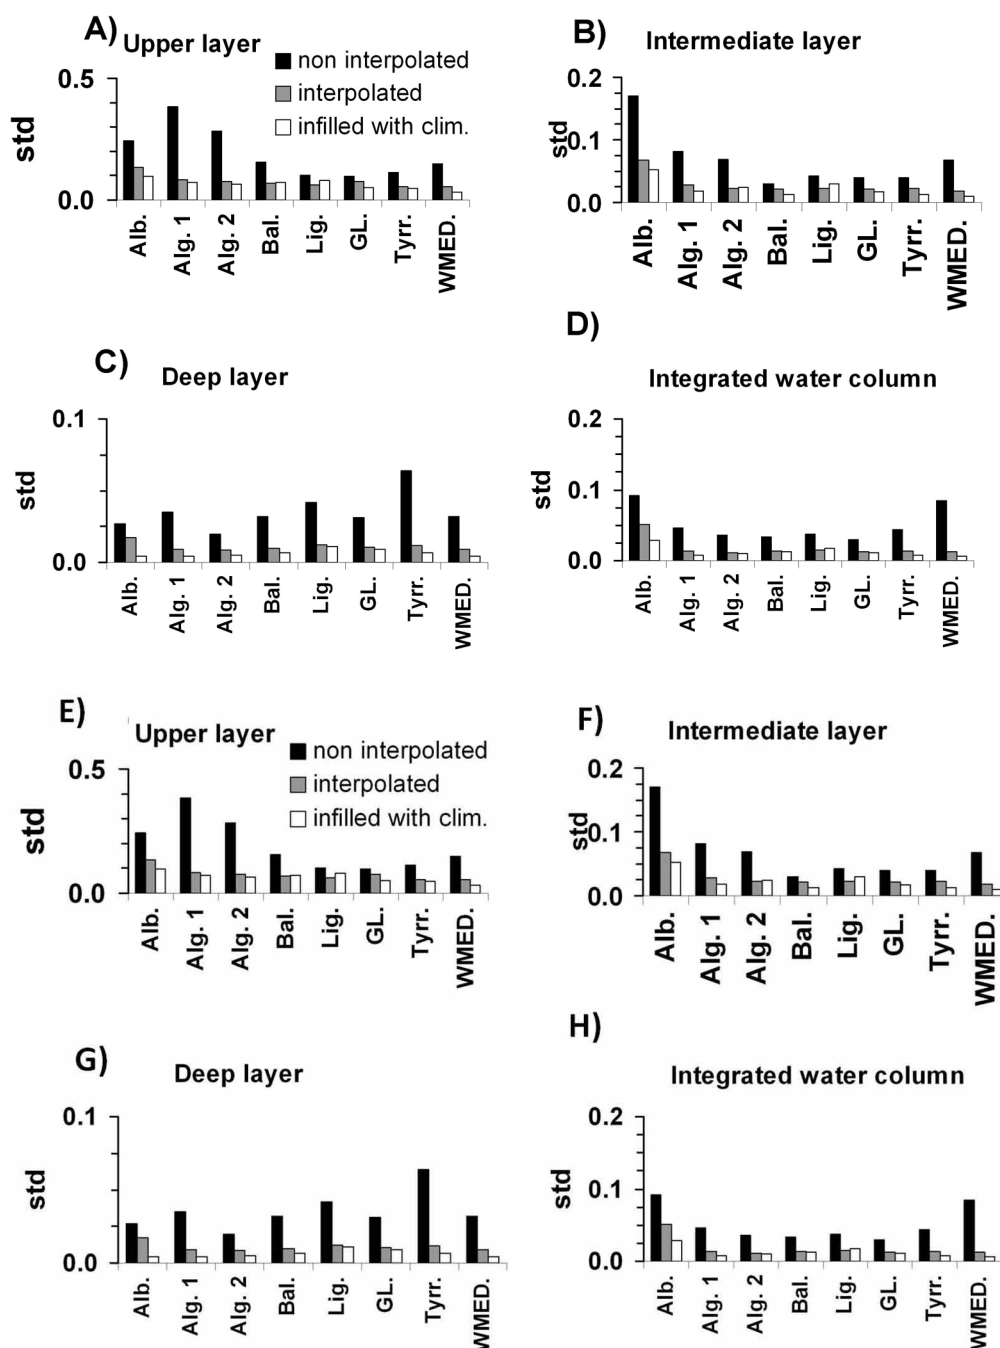 A) Upper layer
non interpolated
interpolated
infilled with clim.
std
0.5
0.0
Alb. Alg. 1 Alg. 2 Bal. Lig. GL. Tyrr. WMED.
B) Intermediate layer
std
0.2
0.1
0.0
Alb. Alg. 1 Alg. 2 Bal. Lig. GL. Tyrr. WMED.
C) Deep layer
std
0.1
0.0
Alb. Alg. 1 Alg. 2 Bal. Lig. GL. Tyrr. WMED.
D)
Integrated water column
std
0.2
0.1
0.0
Alb. Alg. 1 Alg. 2 Bal. Lig. GL. Tyrr. WMED.
E) Upper layer
non interpolated
interpolated
infilled with clim.
std
0.5
0.0
Alb. Alg. 1 Alg. 2 Bal. Lig. GL. Tyrr. WMED.
F) Intermediate layer
std
0.2
0.1
0.0
Alb. Alg. 1 Alg. 2 Bal. Lig. GL. Tyrr. WMED.
G) Deep layer
std
0.1
0.0
Alb. Alg. 1 Alg. 2 Bal. Lig. GL. Tyrr. WMED.
H)
Integrated water column
std
0.2
0.1
0.0
Alb. Alg. 1 Alg. 2 Bal. Lig. GL. Tyrr. WMED.